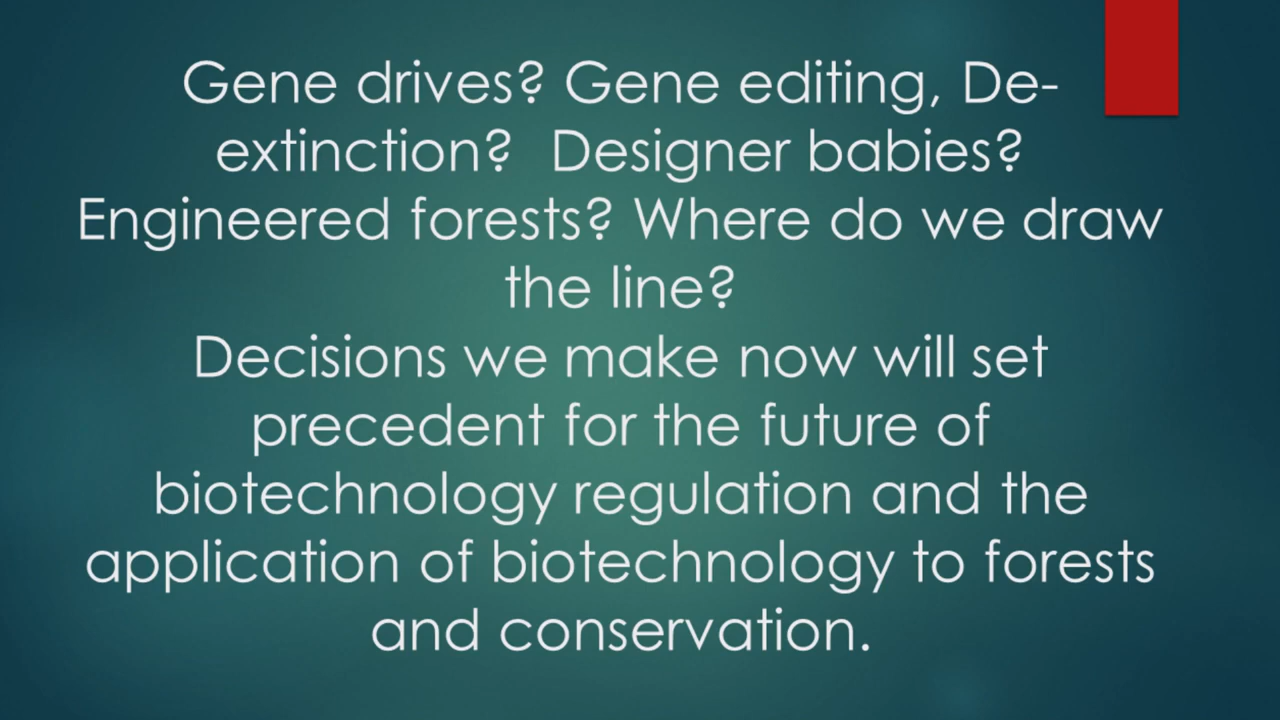 Gene drives? Gene editing, De-
extinction?  Designer babies?
Engineered forests? Where do we draw
the line?
Decisions we make now will set
precedent for the future of
biotechnology regulation and the
application of biotechnology to forests
and conservation.